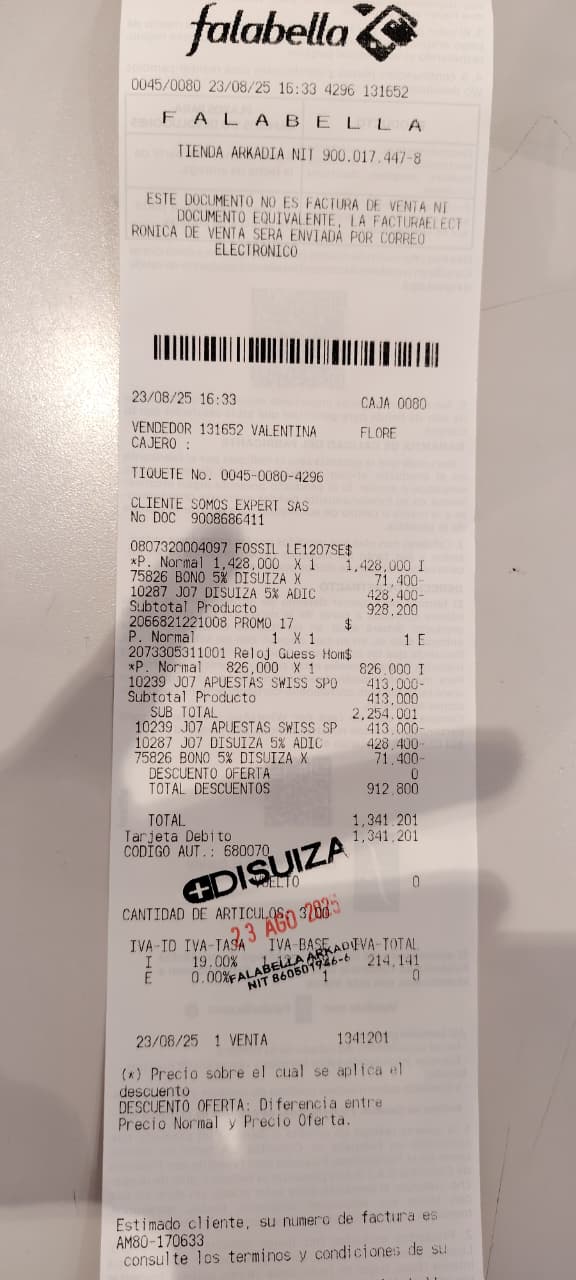 falabella
0045/0080 23/08/25 16:33 4296 131652
F A L A B E L L A
TIENDA ARKADIA NIT 900.017.447-8
ESTE DOCUMENTO NO ES FACTURA DE VENTA NI
DOCUMENTO EQUIVALENTE, LA FACTURAELECT
RONICA DE VENTA SERA ENVIADA POR CORREO
ELECTRONICO
23/08/25 16:33 CAJA 0080
VENDEDOR 131652 VALENTINA FLORE
CAJERO :
TIQUETE No. 0045-0080-4296
CLIENTE SOMOS EXPERT SAS
No DOC 9008686411
0807320004097 FOSSIL LE1207SE$
*P. Normal 1,428,000 X 1 1,428,000 I
75826 BONO 5% DISUIZA X 71,400-
10287 J07 DISUIZA 5% ADIC 428,400-
Subtotal Producto 928,200
2066821221008 PROMO 17 $
P. Normal 1 X 1 1 E
2073305311001 Reloj Guess Hom$
*P. Normal 826,000 X 1 826,000 I
10239 J07 APUESTAS SWISS SPO 413,000-
Subtotal Producto 413,000
SUB TOTAL 2,254,001
10239 J07 APUESTAS SWISS SP 413,000-
10287 J07 DISUIZA 5% ADIC 428,400-
75826 BONO 5% DISUIZA X 71,400-
DESCUENTO OFERTA 0
TOTAL DESCUENTOS 912,800
TOTAL 1,341,201
Tarjeta Debito 1,341,201
CODIGO AUT.: 680070
DISUIZA
VUELTO 0
CANTIDAD DE ARTICULOS: 3,00
23 AGO 2025
IVA-ID IVA-TASA IVA-BASE IVA-TOTAL
I 19.00% 214,141
E 0.00% 1 0
FALABELLA ARKADIA
NIT 860501946-6
23/08/25 1 VENTA 1341201
(*) Precio sobre el cual se aplica el
descuento
DESCUENTO OFERTA: Diferencia entre
Precio Normal y Precio Oferta.
Estimado cliente, su numero de factura es
AM80-170633
consulte los terminos y condiciones de su